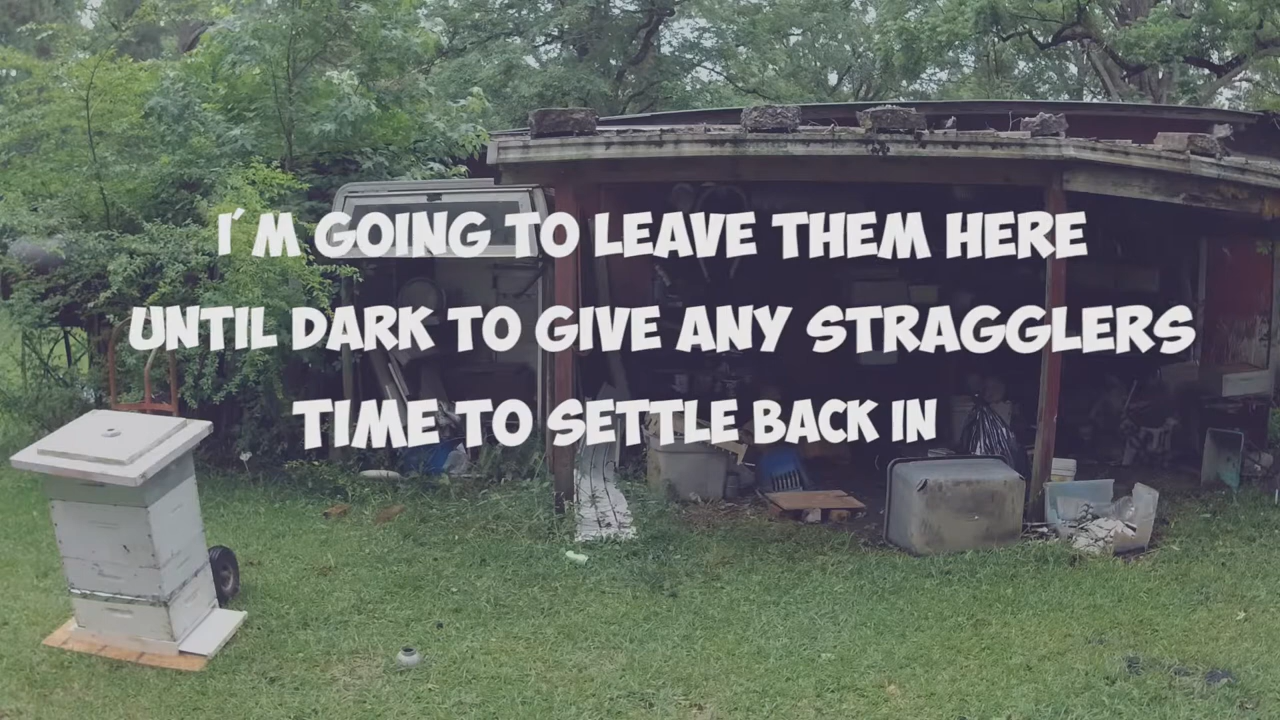 I'M GOING TO LEAVE THEM HERE
UNTIL DARK TO GIVE ANY STRAGGLERS
TIME TO SETTLE BACK IN